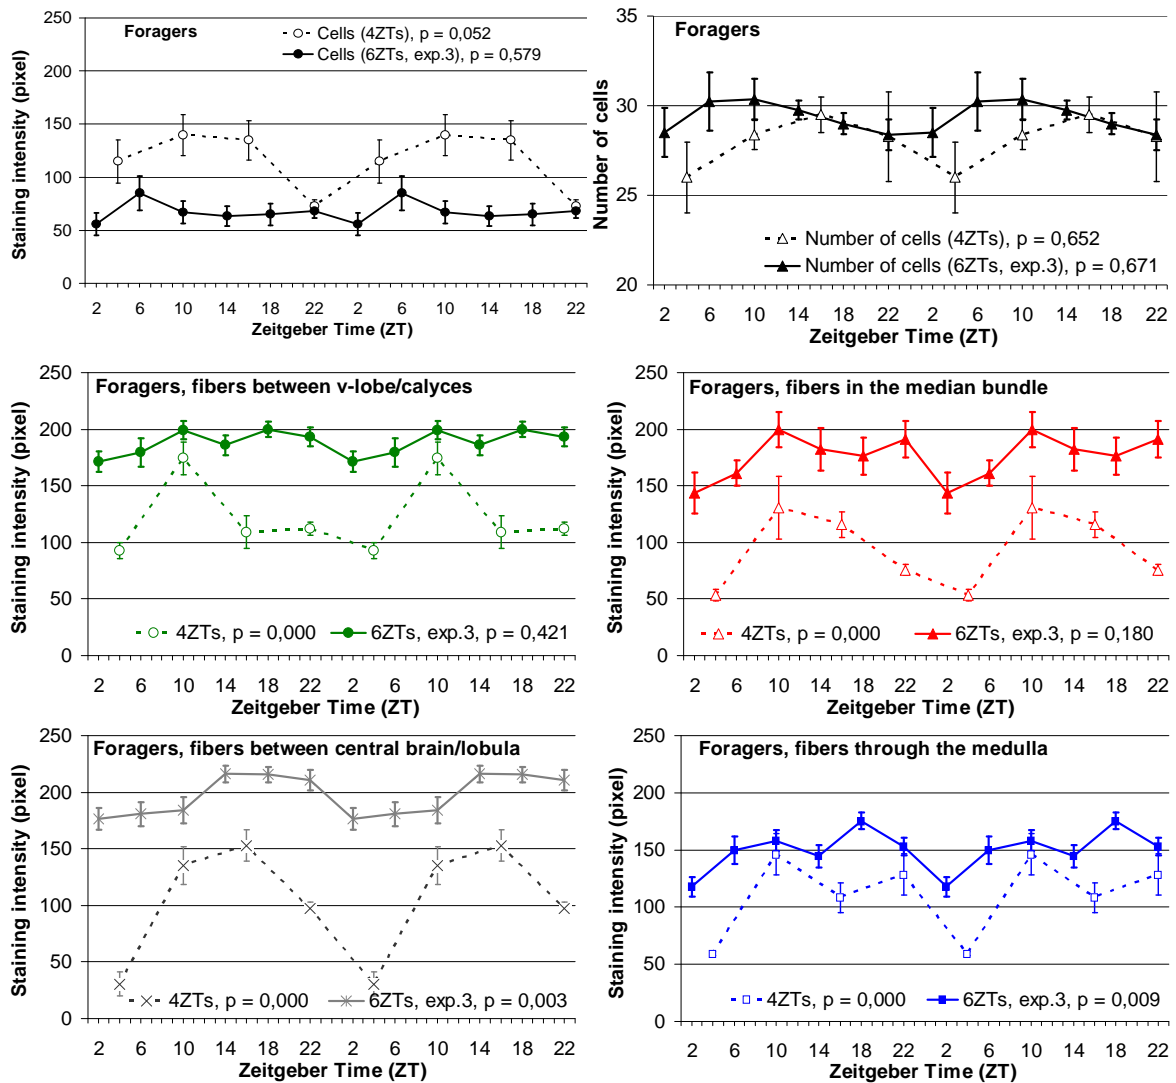 Foragers
Cells (4ZTs), p = 0,052
Cells (6ZTs, exp.3), p = 0,579
Staining intensity (pixel)
250
200
150
100
50
0
2 6 10 14 18 22 2 6 10 14 18 22
Zeitgeber Time (ZT)
Foragers
Number of cells
35
30
25
20
Number of cells (4ZTs), p = 0,652
Number of cells (6ZTs, exp.3), p = 0,671
2 6 10 14 18 22 2 6 10 14 18 22
Zeitgeber Time (ZT)
Foragers, fibers between v-lobe/calyces
Staining intensity (pixel)
250
200
150
100
50
0
4ZTs, p = 0,000
6ZTs, exp.3, p = 0,421
2 6 10 14 18 22 2 6 10 14 18 22
Zeitgeber Time (ZT)
Foragers, fibers in the median bundle
Staining intensity (pixel)
250
200
150
100
50
0
4ZTs, p = 0,000
6ZTs, exp.3, p = 0,180
2 6 10 14 18 22 2 6 10 14 18 22
Zeitgeber Time (ZT)
Foragers, fibers between central brain/lobula
Staining intensity (pixel)
250
200
150
100
50
0
4ZTs, p = 0,000
6ZTs, exp.3, p = 0,003
2 6 10 14 18 22 2 6 10 14 18 22
Zeitgeber Time (ZT)
Foragers, fibers through the medulla
Staining intensity (pixel)
250
200
150
100
50
0
4ZTs, p = 0,000
6ZTs, exp.3, p = 0,009
2 6 10 14 18 22 2 6 10 14 18 22
Zeitgeber Time (ZT)